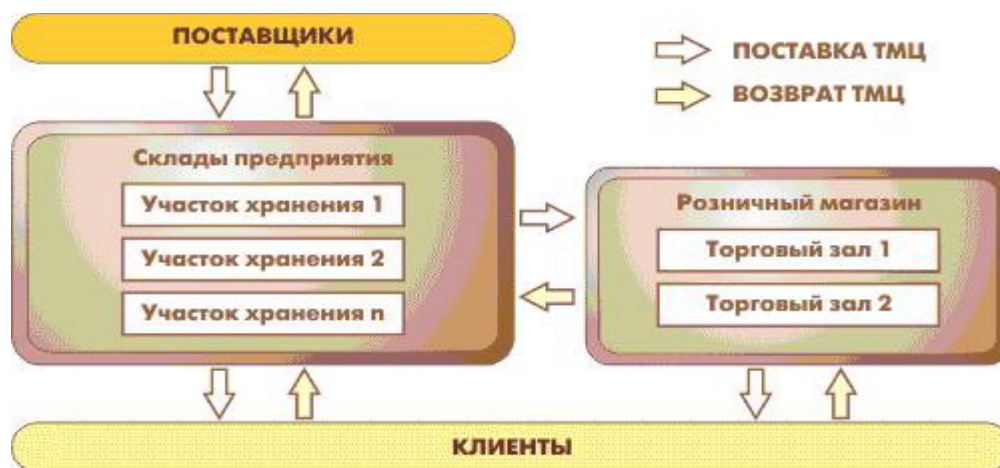 ПОСТАВЩИКИ
ПОСТАВКА ТМЦ
ВОЗВРАТ ТМЦ
Склады предприятия
Участок хранения 1
Участок хранения 2
Участок хранения n
Розничный магазин
Торговый зал 1
Торговый зал 2
КЛИЕНТЫ